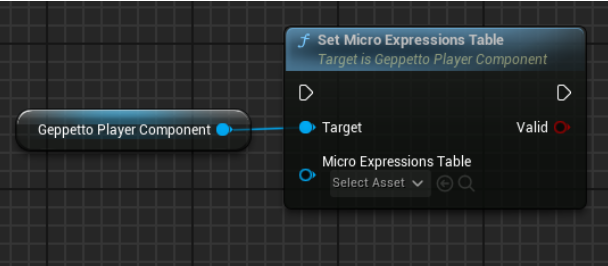 Set Micro Expressions Table
Target is Geppetto Player Component
Geppetto Player Component
Target
Valid
Micro Expressions Table
Select Asset